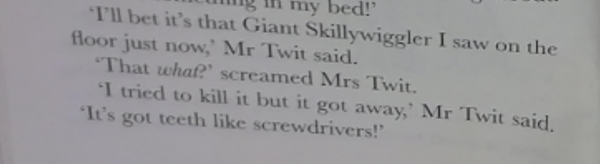 in my bed!'
'I'll bet it's that Giant Skillywiggler I saw on the
floor just now,' Mr Twit said.
'That what?' screamed Mrs Twit.
'I tried to kill it but it got away,' Mr Twit said.
'It's got teeth like screwdrivers!'